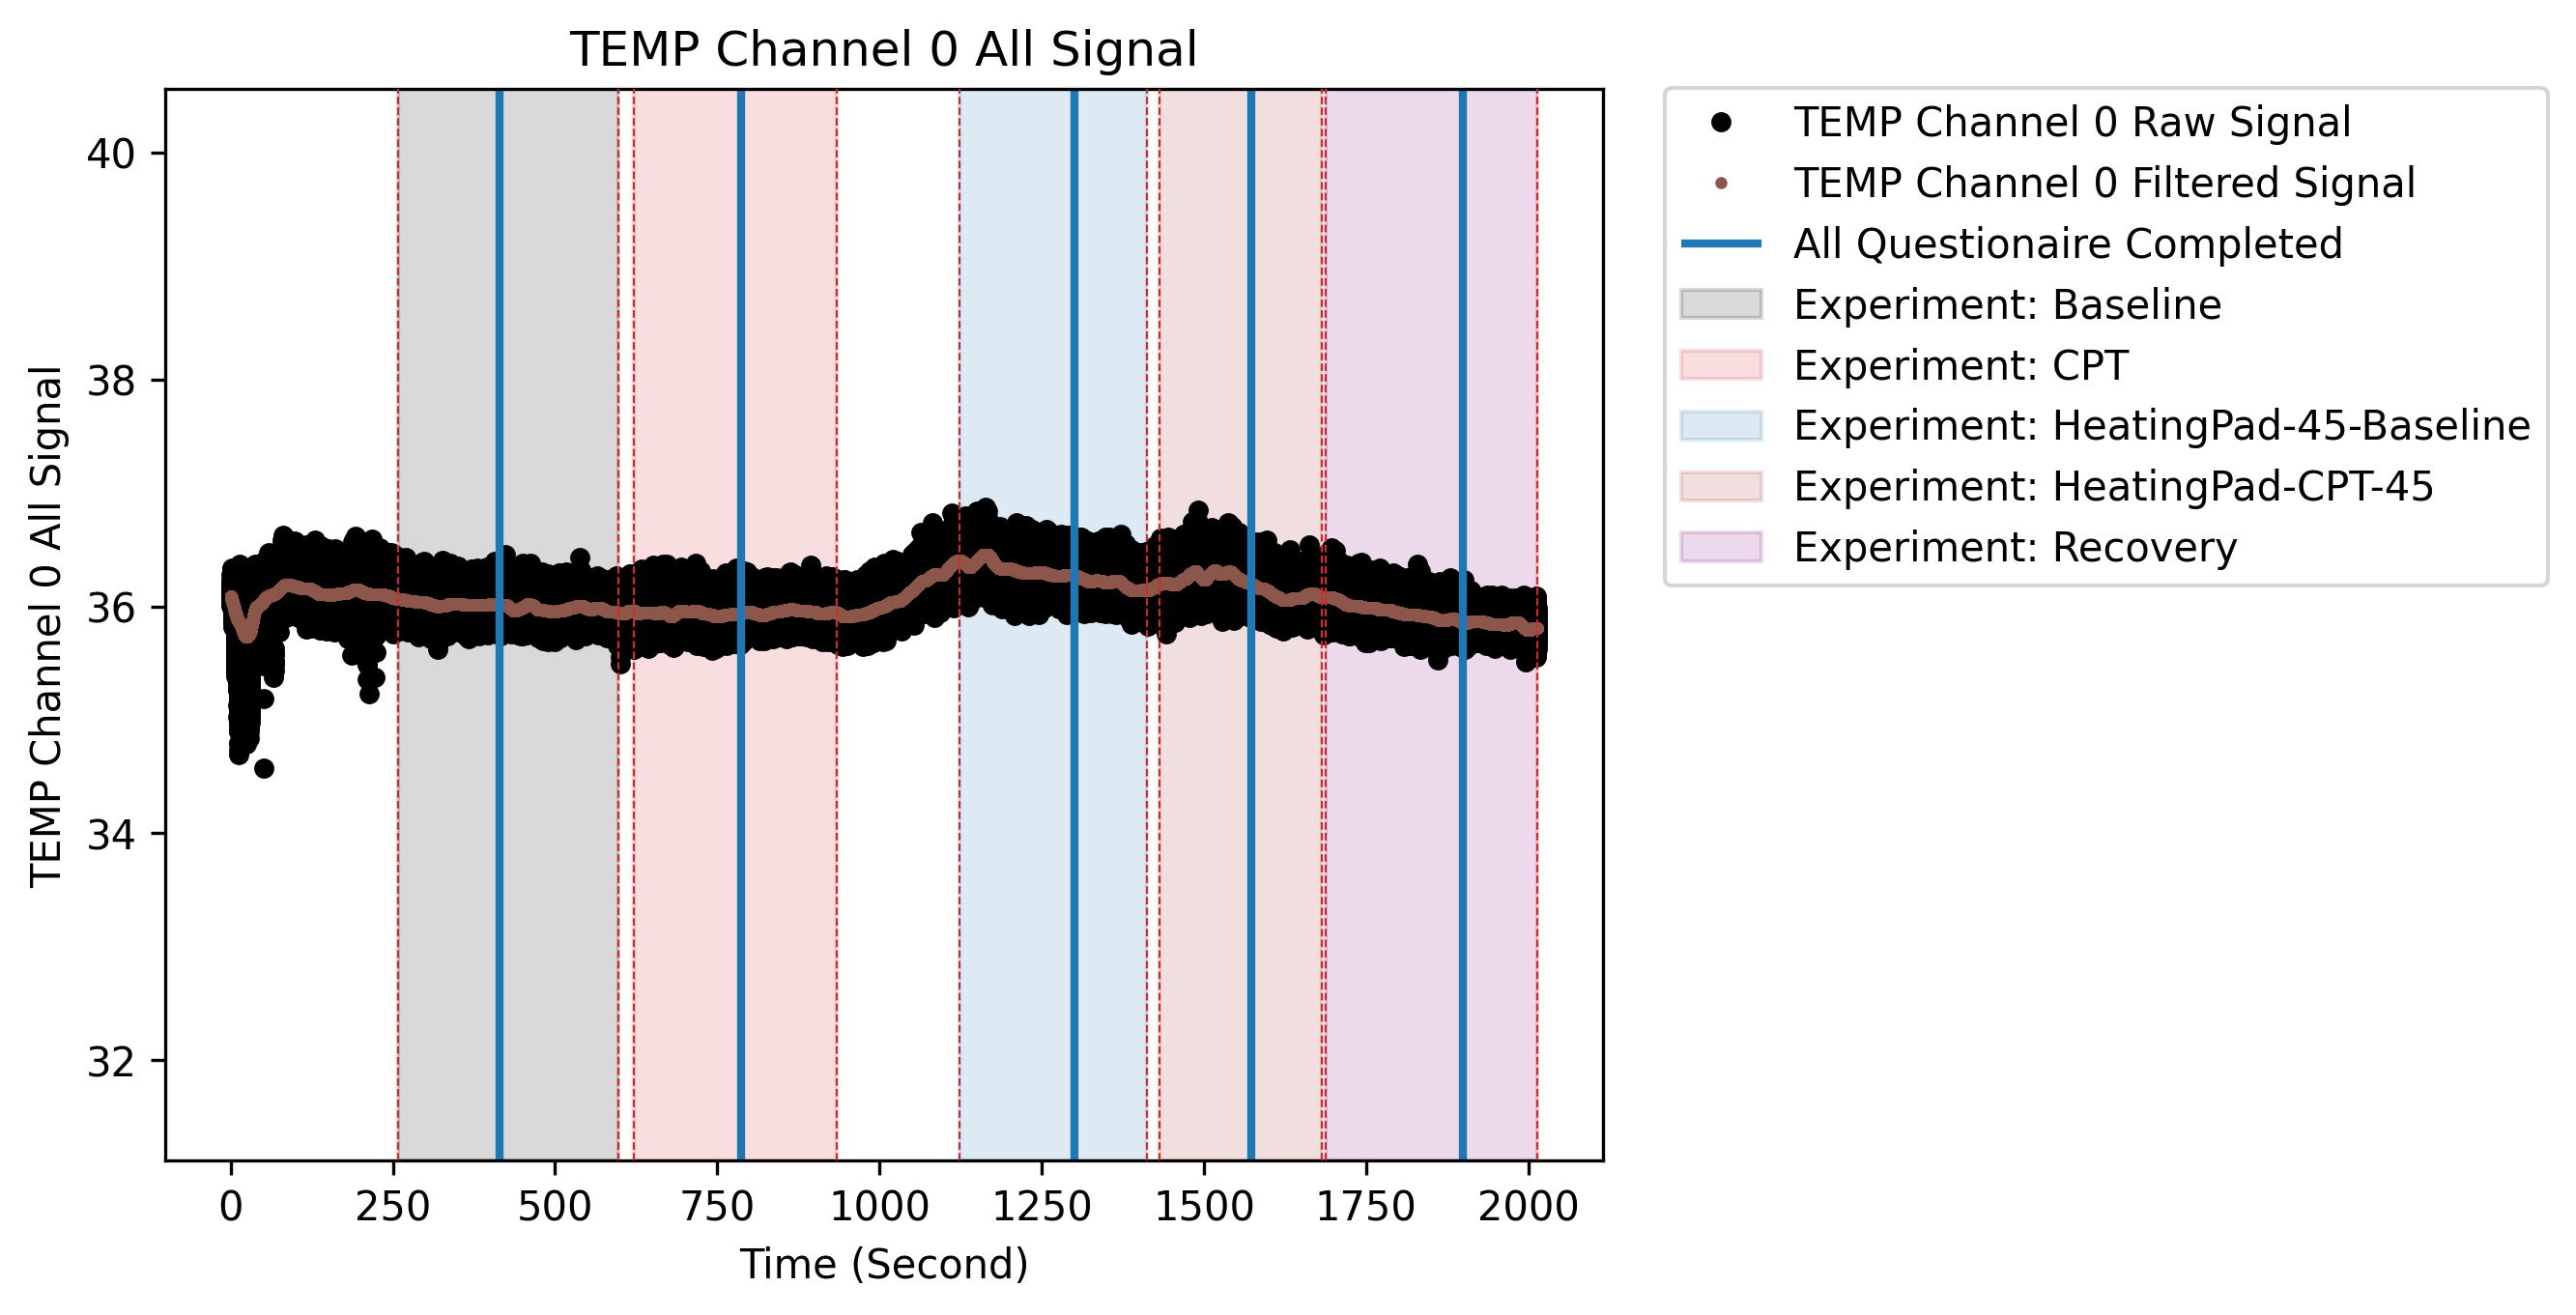 TEMP Channel 0 All Signal
TEMP Channel 0 All Signal
40
38
36
34
32
0 250 500 750 1000 1250 1500 1750 2000
Time (Second)
TEMP Channel 0 Raw Signal
TEMP Channel 0 Filtered Signal
All Questionaire Completed
Experiment: Baseline
Experiment: CPT
Experiment: HeatingPad-45-Baseline
Experiment: HeatingPad-CPT-45
Experiment: Recovery